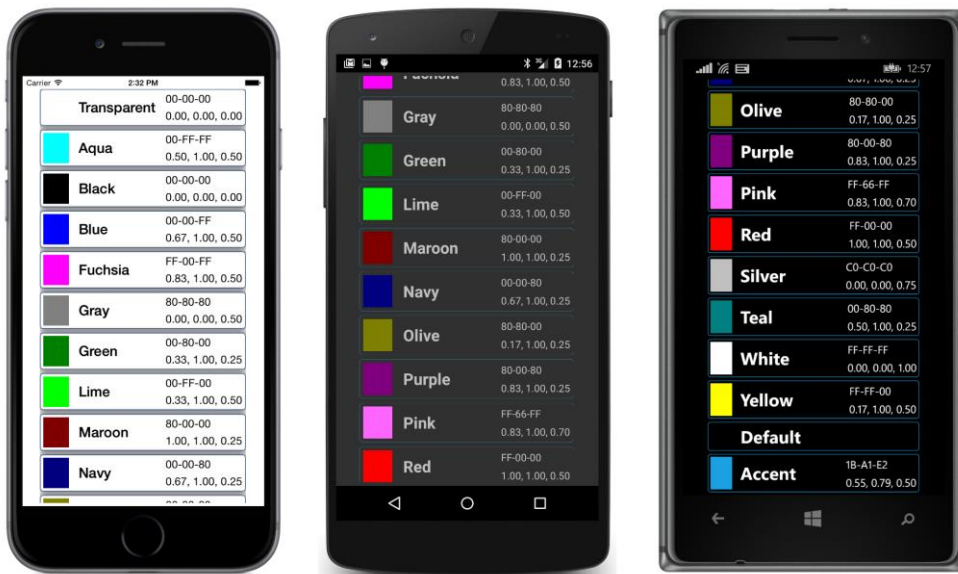 Carrier
2:32 PM
Transparent
00-00-00
0.00, 0.00, 0.00
Aqua
00-FF-FF
0.50, 1.00, 0.50
Black
00-00-00
0.00, 0.00, 0.00
Blue
00-00-FF
0.67, 1.00, 0.50
Fuchsia
FF-00-FF
0.83, 1.00, 0.50
Gray
80-80-80
0.00, 0.00, 0.50
Green
00-80-00
0.33, 1.00, 0.25
Lime
00-FF-00
0.33, 1.00, 0.50
Maroon
80-00-00
1.00, 1.00, 0.25
Navy
00-00-80
0.67, 1.00, 0.25
12:56
Fuchsia
0.83, 1.00, 0.50
Gray
80-80-80
0.00, 0.00, 0.50
Green
00-80-00
0.33, 1.00, 0.25
Lime
00-FF-00
0.33, 1.00, 0.50
Maroon
80-00-00
1.00, 1.00, 0.25
Navy
00-00-80
0.67, 1.00, 0.25
Olive
80-80-00
0.17, 1.00, 0.25
Purple
80-00-80
0.83, 1.00, 0.25
Pink
FF-66-FF
0.83, 1.00, 0.70
Red
FF-00-00
1.00, 1.00, 0.50
12:57
Olive
80-80-00
0.17, 1.00, 0.25
Purple
80-00-80
0.83, 1.00, 0.25
Pink
FF-66-FF
0.83, 1.00, 0.70
Red
FF-00-00
1.00, 1.00, 0.50
Silver
C0-C0-C0
0.00, 0.00, 0.75
Teal
00-80-80
0.50, 1.00, 0.25
White
FF-FF-FF
0.00, 0.00, 1.00
Yellow
FF-FF-00
0.17, 1.00, 0.50
Default
Accent
1B-A1-E2
0.55, 0.79, 0.50